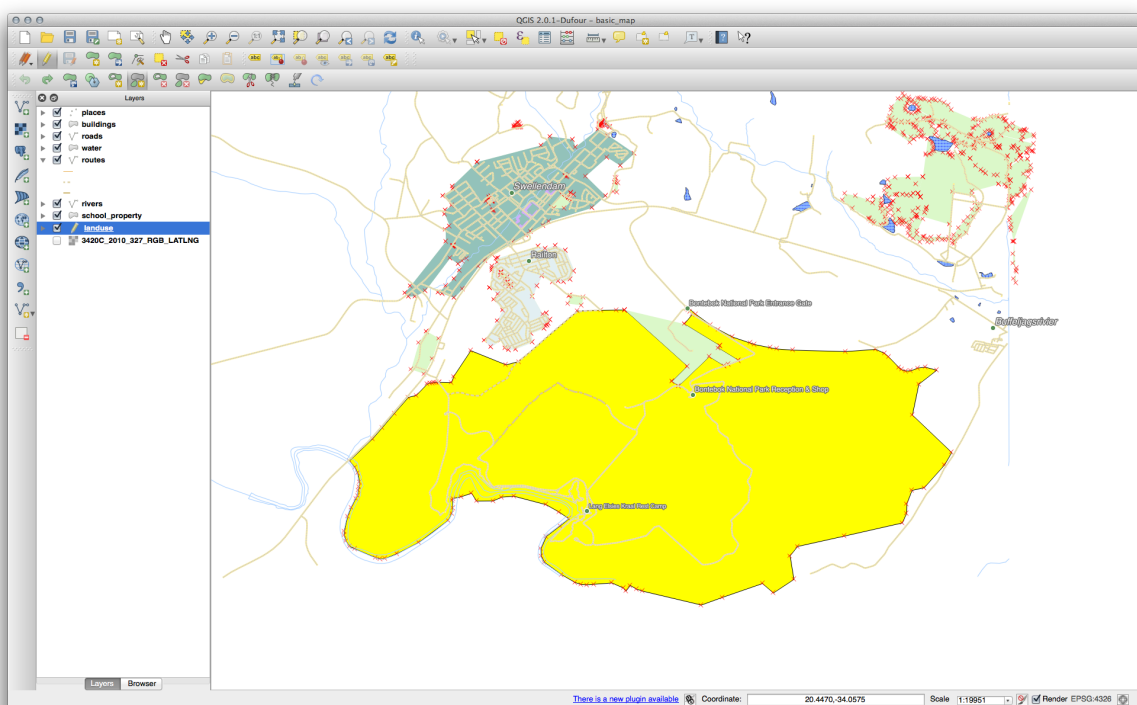 QGIS 2.0.1-Dufour - basic_map
Layers
places
buildings
roads
water
routes
rivers
school_property
landuse
3420C_2010_327_RGB_LATLNG
Swellendam
Railton
Bontebok National Park Entrance Gate
Buffeljagsrivier
Bontebok National Park Reception & Shop
Lang Elsies Kraal Rest Camp
Layers
Browser
There is a new plugin available
Coordinate:
20.4470,-34.0575
Scale
1:19951
Render
EPSG:4326